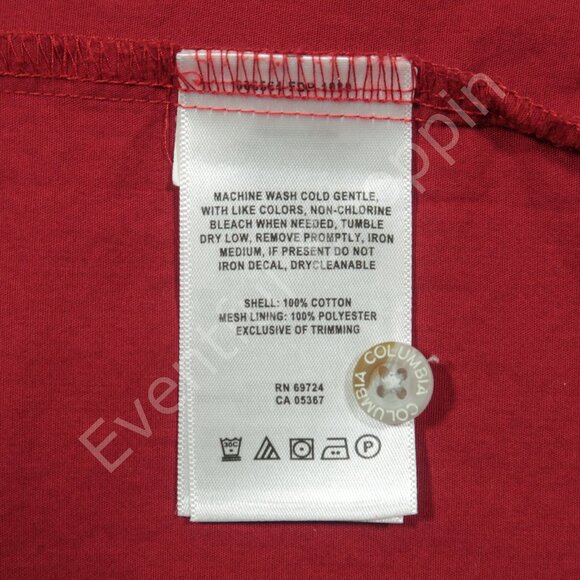 MACHINE WASH COLD GENTLE,
WITH LIKE COLORS, NON-CHLORINE
BLEACH WHEN NEEDED, TUMBLE
DRY LOW, REMOVE PROMPTLY, IRON
MEDIUM, IF PRESENT DO NOT
IRON DECAL, DRYCLEANABLE
SHELL: 100% COTTON
MESH LINING: 100% POLYESTER
EXCLUSIVE OF TRIMMING
RN 69724
CA 05367
COLUMBIA COLUMBIA
30C P